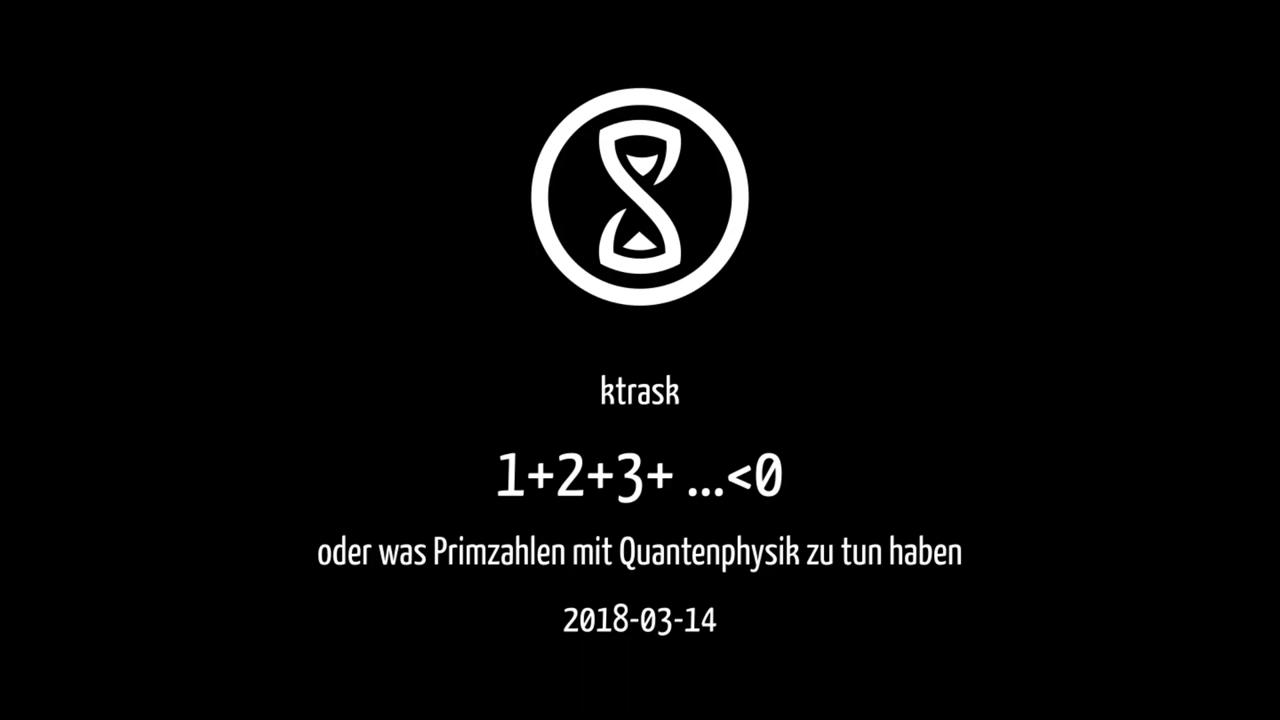 ktrask
1+2+3+ ...<0
oder was Primzahlen mit Quantenphysik zu tun haben
2018-03-14